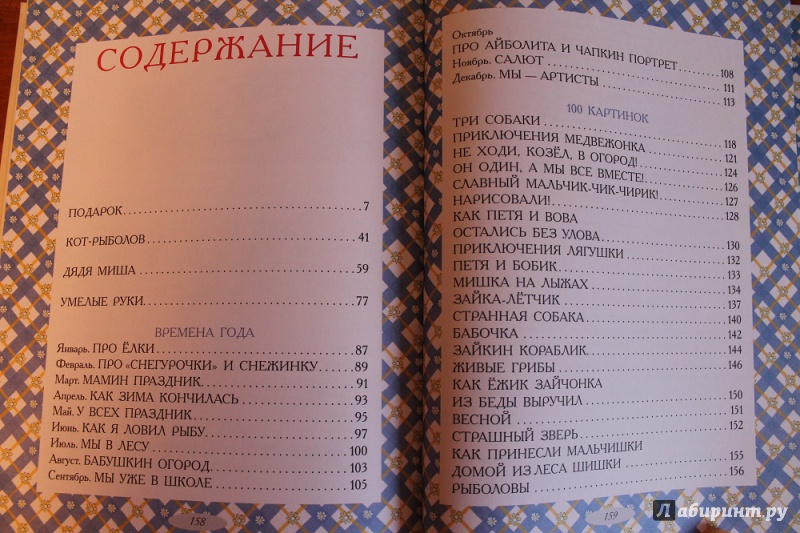 СОДЕРЖАНИЕ
ПОДАРОК 7
КОТ-РЫБОЛОВ 41
ДЯДЯ МИША 59
УМЕЛЫЕ РУКИ 77
ВРЕМЕНА ГОДА
Январь. ПРО ЁЛКИ 87
Февраль. ПРО «СНЕГУРОЧКИ» И СНЕЖИНКУ 89
Март. МАМИН ПРАЗДНИК 91
Апрель. КАК ЗИМА КОНЧИЛАСЬ 93
Май. У ВСЕХ ПРАЗДНИК 95
Июнь. КАК Я ЛОВИЛ РЫБУ 97
Июль. МЫ В ЛЕСУ 100
Август. БАБУШКИН ОГОРОД 103
Сентябрь. МЫ УЖЕ В ШКОЛЕ 105
158
Октябрь
ПРО АЙБОЛИТА И ЧАПКИН ПОРТРЕТ 108
Ноябрь. САЛЮТ 111
Декабрь. МЫ — АРТИСТЫ 113
100 КАРТИНОК
ТРИ СОБАКИ 118
ПРИКЛЮЧЕНИЯ МЕДВЕЖОНКА 121
НЕ ХОДИ, КОЗЁЛ, В ОГОРОД! 124
ОН ОДИН, А МЫ ВСЕ ВМЕСТЕ! 126
СЛАВНЫЙ МАЛЬЧИК-ЧИК-ЧИРИК! 127
НАРИСОВАЛИ! 128
КАК ПЕТЯ И ВОВА
ОСТАЛИСЬ БЕЗ УЛОВА 130
ПРИКЛЮЧЕНИЯ ЛЯГУШКИ 132
ПЕТЯ И БОБИК 133
МИШКА НА ЛЫЖАХ 134
ЗАЙКА-ЛЁТЧИК 137
СТРАННАЯ СОБАКА 140
БАБОЧКА 142
ЗАЙКИН КОРАБЛИК 144
ЖИВЫЕ ГРИБЫ 146
КАК ЁЖИК ЗАЙЧОНКА
ИЗ БЕДЫ ВЫРУЧИЛ 150
ВЕСНОЙ 151
СТРАШНЫЙ ЗВЕРЬ 152
КАК ПРИНЕСЛИ МАЛЬЧИШКИ
ДОМОЙ ИЗ ЛЕСА ШИШКИ 155
РЫБОЛОВЫ 156
159
Лабиринт.ру